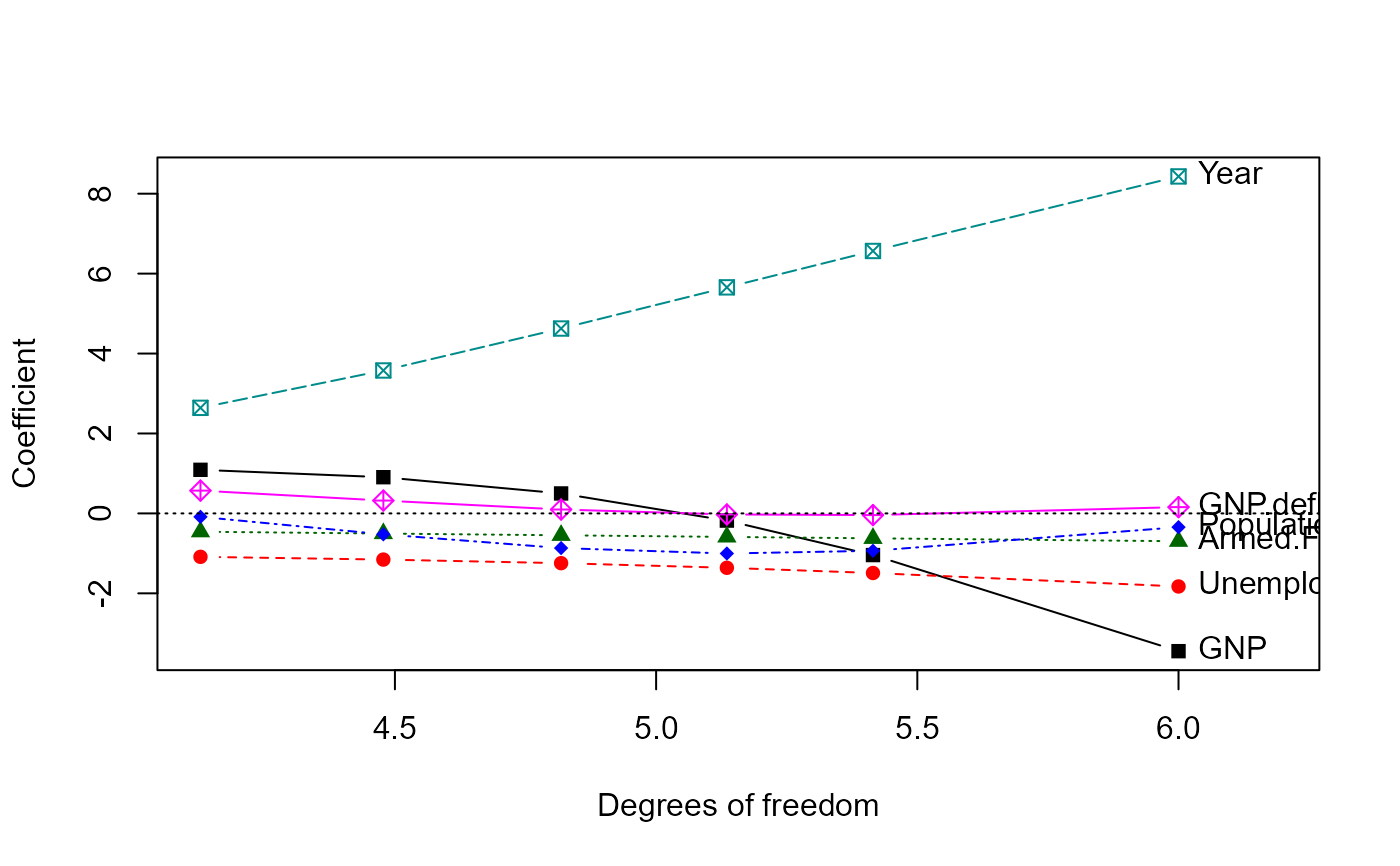 8
6
4
2
0
-2
Coefficient
Year
GNP.defl
Populatio
Armed.F
Unemplo
GNP
4.5
5.0
5.5
6.0
Degrees of freedom